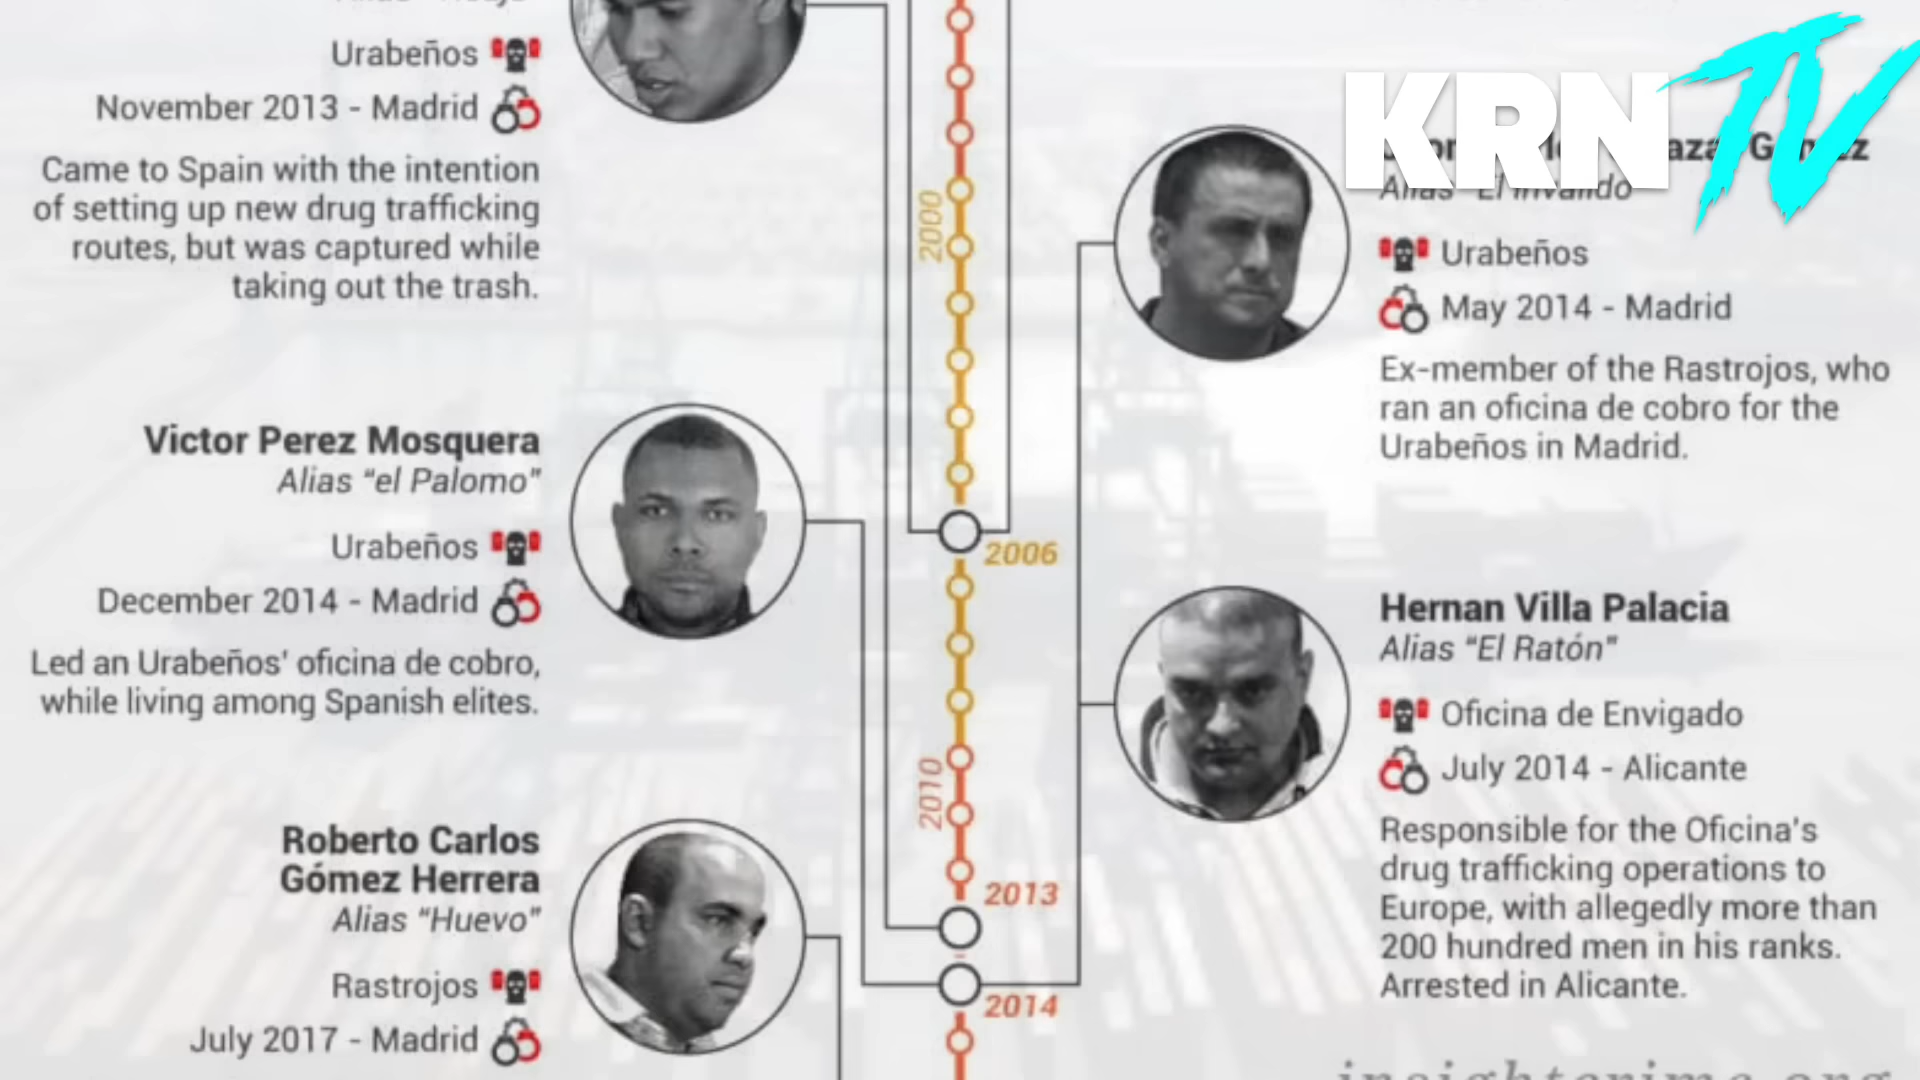 Urabeños
November 2013 - Madrid
Came to Spain with the intention
of setting up new drug trafficking
routes, but was captured while
taking out the trash.
Victor Perez Mosquera
Alias “el Palomo”
Urabeños
December 2014 - Madrid
Led an Urabeños’ oficina de cobro,
while living among Spanish elites.
Roberto Carlos
Gómez Herrera
Alias “Huevo”
Rastrojos
July 2017 - Madrid
2000
2006
2010
2013
2014
KRN TV
Alias “El Inválido
Urabeños
May 2014 - Madrid
Ex-member of the Rastrojos, who
ran an oficina de cobro for the
Urabeños in Madrid.
Hernan Villa Palacia
Alias “El Ratón”
Oficina de Envigado
July 2014 - Alicante
Responsible for the Oficina’s
drug trafficking operations to
Europe, with allegedly more than
200 hundred men in his ranks.
Arrested in Alicante.
insightcrime.org